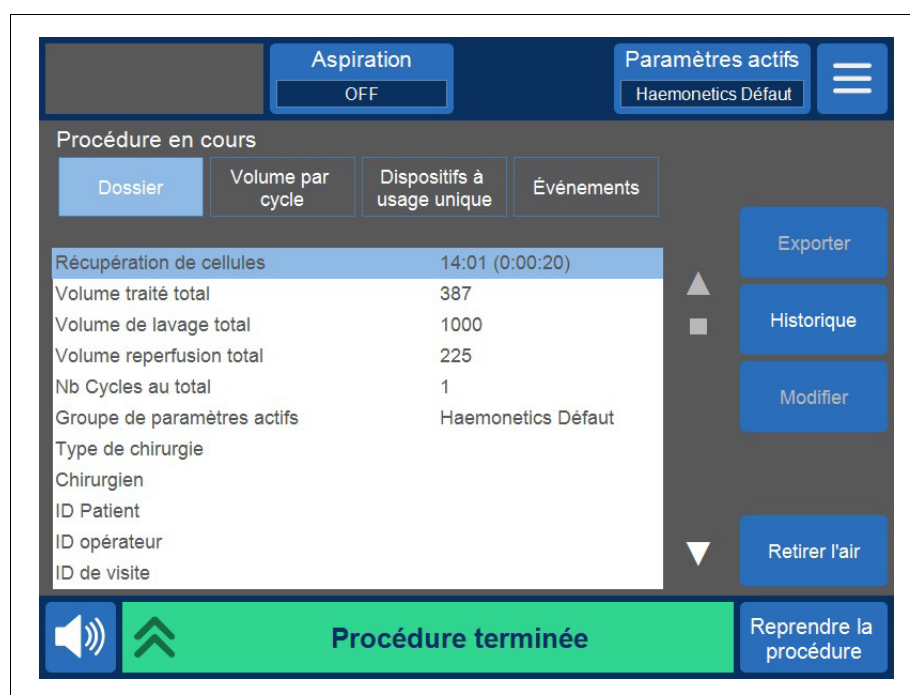 Aspiration
OFF
Paramètres actifs
Haemonetics Défaut
Procédure en cours
Dossier
Volume par
cycle
Dispositifs à
usage unique
Événements
Exporter
Récupération de cellules 14:01 (0:00:20)
Volume traité total 387
Volume de lavage total 1000
Historique
Volume reperfusion total 225
Nb Cycles au total 1
Modifier
Groupe de paramètres actifs Haemonetics Défaut
Type de chirurgie
Chirurgien
ID Patient
ID opérateur
Retirer l'air
ID de visite
Procédure terminée
Reprendre la
procédure